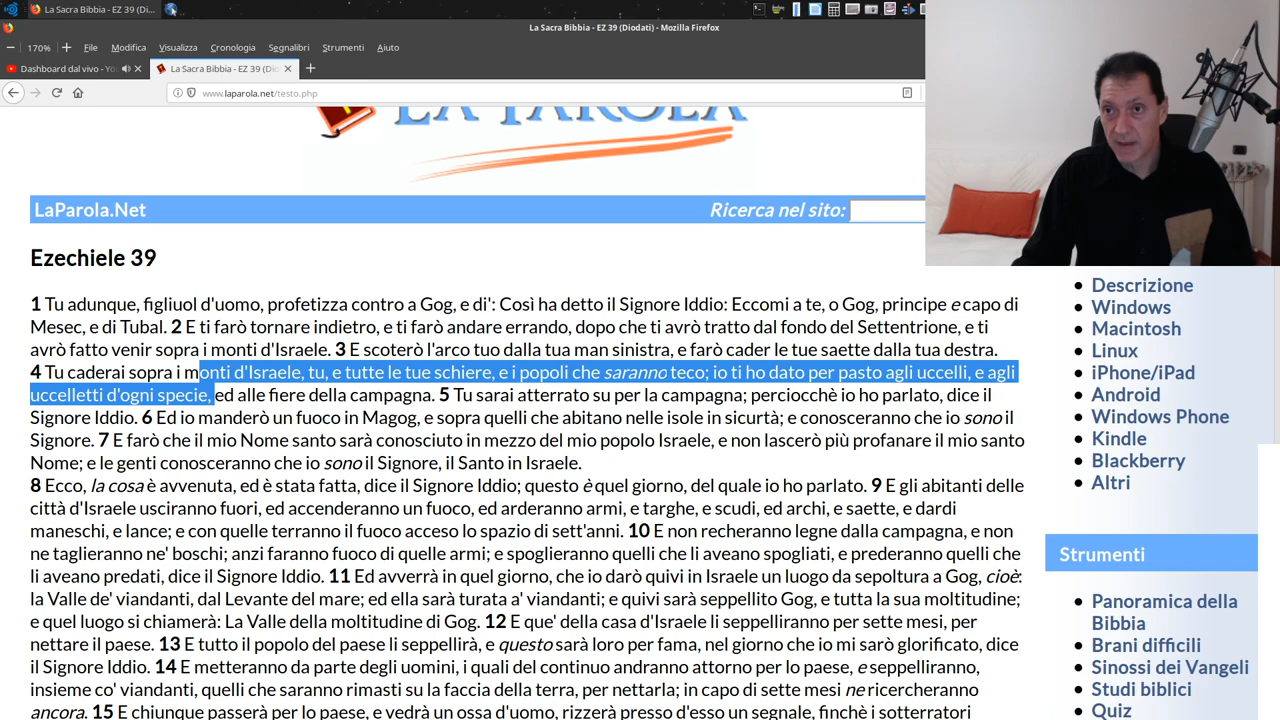 La Sacra Bibbia - EZ 39 (Diodati) ...
La Sacra Bibbia - EZ 39 (Diodati) - Mozilla Firefox
170%
File Modifica Visualizza Cronologia Segnalibri Strumenti Aiuto
Dashboard dal vivo - Yo
La Sacra Bibbia - EZ 39 (Dio
www.laparola.net/testo.php
LA PAROLA
LaParola.Net
Ricerca nel sito:
Ezechiele 39
1 Tu adunque, figliuol d'uomo, profetizza contro a Gog, e di': Così ha detto il Signore Iddio: Eccomi a te, o Gog, principe e capo di
Mesec, e di Tubal. 2 E ti farò tornare indietro, e ti farò andare errando, dopo che ti avrò tratto dal fondo del Settentrione, e ti
avrò fatto venir sopra i monti d'Israele. 3 E scoterò l'arco tuo dalla tua man sinistra, e farò cader le tue saette dalla tua destra.
4 Tu caderai sopra i monti d'Israele, tu, e tutte le tue schiere, e i popoli che saranno teco; io ti ho dato per pasto agli uccelli, e agli
uccelletti d'ogni specie, ed alle fiere della campagna. 5 Tu sarai atterrato su per la campagna; perciocchè io ho parlato, dice il
Signore Iddio. 6 Ed io manderò un fuoco in Magog, e sopra quelli che abitano nelle isole in sicurtà; e conosceranno che io sono il
Signore. 7 E farò che il mio Nome santo sarà conosciuto in mezzo del mio popolo Israele, e non lascerò più profanare il mio santo
Nome; e le genti conosceranno che io sono il Signore, il Santo in Israele.
8 Ecco, la cosa è avvenuta, ed è stata fatta, dice il Signore Iddio; questo è quel giorno, del quale io ho parlato. 9 E gli abitanti delle
città d'Israele usciranno fuori, ed accenderanno un fuoco, ed arderanno armi, e targhe, e scudi, ed archi, e saette, e dardi
maneschi, e lance; e con quelle terranno il fuoco acceso lo spazio di sett'anni. 10 E non recheranno legne dalla campagna, e non
ne taglieranno ne' boschi; anzi faranno fuoco di quelle armi; e spoglieranno quelli che li aveano spogliati, e prederanno quelli che
li aveano predati, dice il Signore Iddio. 11 Ed avverrà in quel giorno, che io darò quivi in Israele un luogo da sepoltura a Gog, cioè:
la Valle de' viandanti, dal Levante del mare; ed ella sarà turata a' viandanti; e quivi sarà seppellito Gog, e tutta la sua moltitudine;
e quel luogo si chiamerà: La Valle della moltitudine di Gog. 12 E que' della casa d'Israele li seppelliranno per sette mesi, per
nettare il paese. 13 E tutto il popolo del paese li seppellirà, e questo sarà loro per fama, nel giorno che io mi sarò glorificato, dice
il Signore Iddio. 14 E metteranno da parte degli uomini, i quali del continuo andranno attorno per lo paese, e seppelliranno,
insieme co' viandanti, quelli che saranno rimasti su la faccia della terra, per nettarla; in capo di sette mesi ne ricercheranno
ancora. 15 E chiunque passerà per lo paese, e vedrà un ossa d'uomo, rizzerà presso d'esso un segnale, finchè i sotterratori
Descrizione
Windows
Macintosh
Linux
iPhone/iPad
Android
Windows Phone
Kindle
Blackberry
Altri
Strumenti
Panoramica della
Bibbia
Brani difficili
Sinossi dei Vangeli
Studi biblici
Quiz